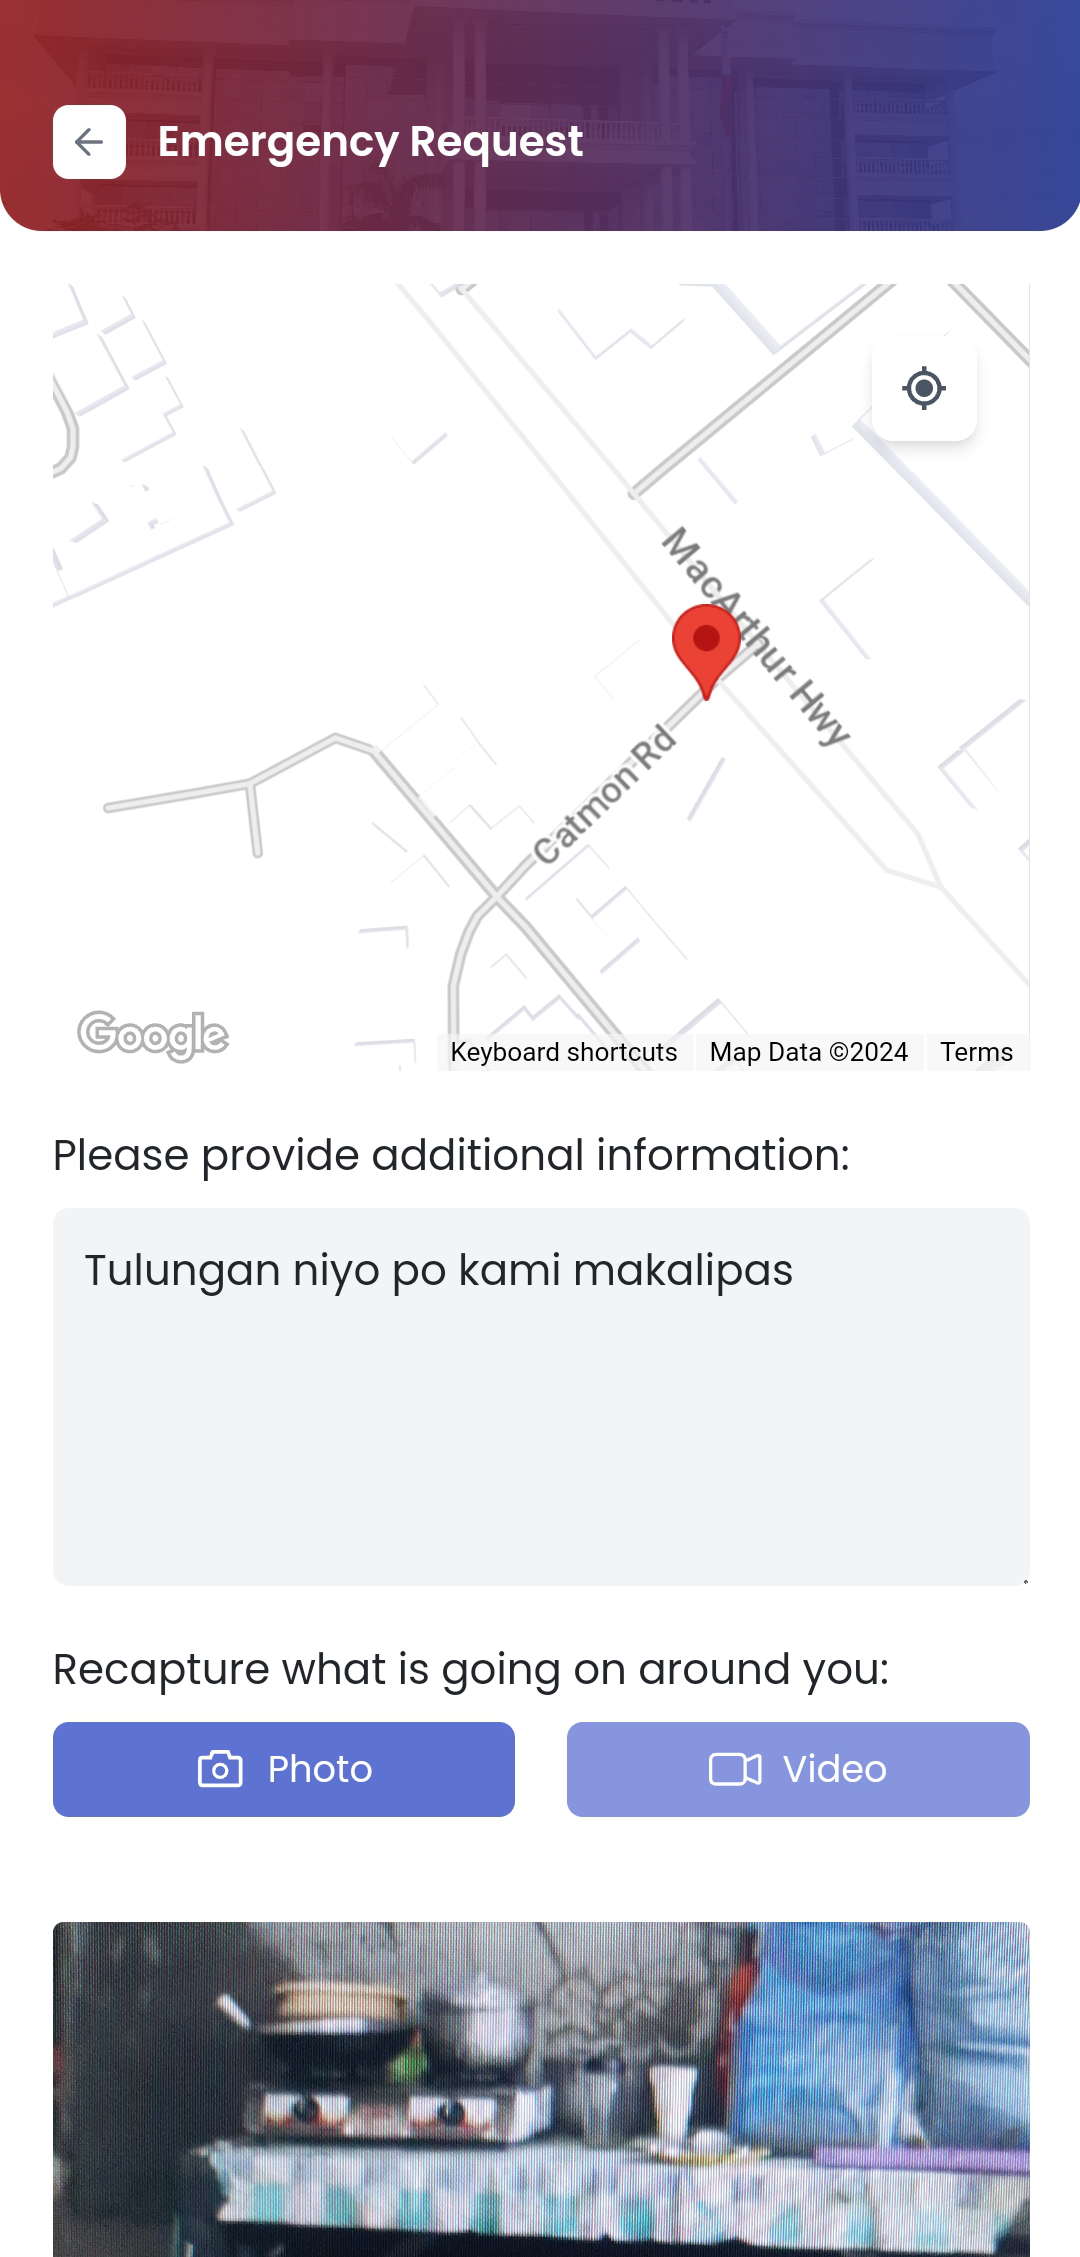 Emergency Request
MacArthur Hwy
Catmon Rd
Google
Keyboard shortcuts
Map Data ©2024
Terms
Please provide additional information:
Tulungan niyo po kami makalipas
Recapture what is going on around you:
Photo
Video